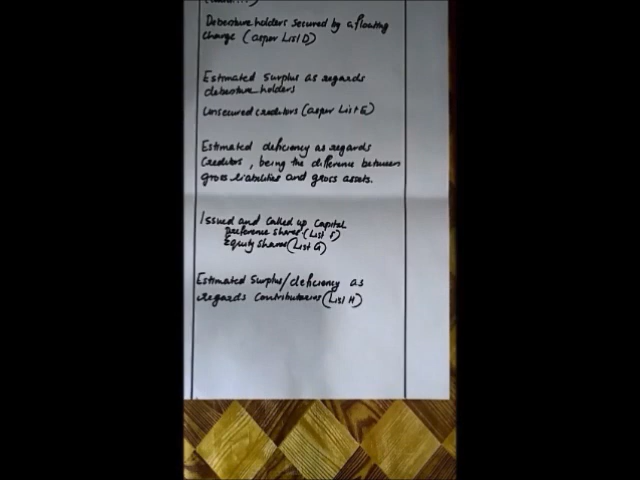 Debenture holders secured by a floating
charge (as per List D)
Estimated Surplus as regards
debenture holders
Unsecured creditors (as per List E)
Estimated deficiency as regards
Creditors, being the difference between
gross liabilities and gross assets.
Issued and called up capital
Preference shares (List F)
Equity shares (List G)
Estimated Surplus/deficiency as
regards Contributories (List H)